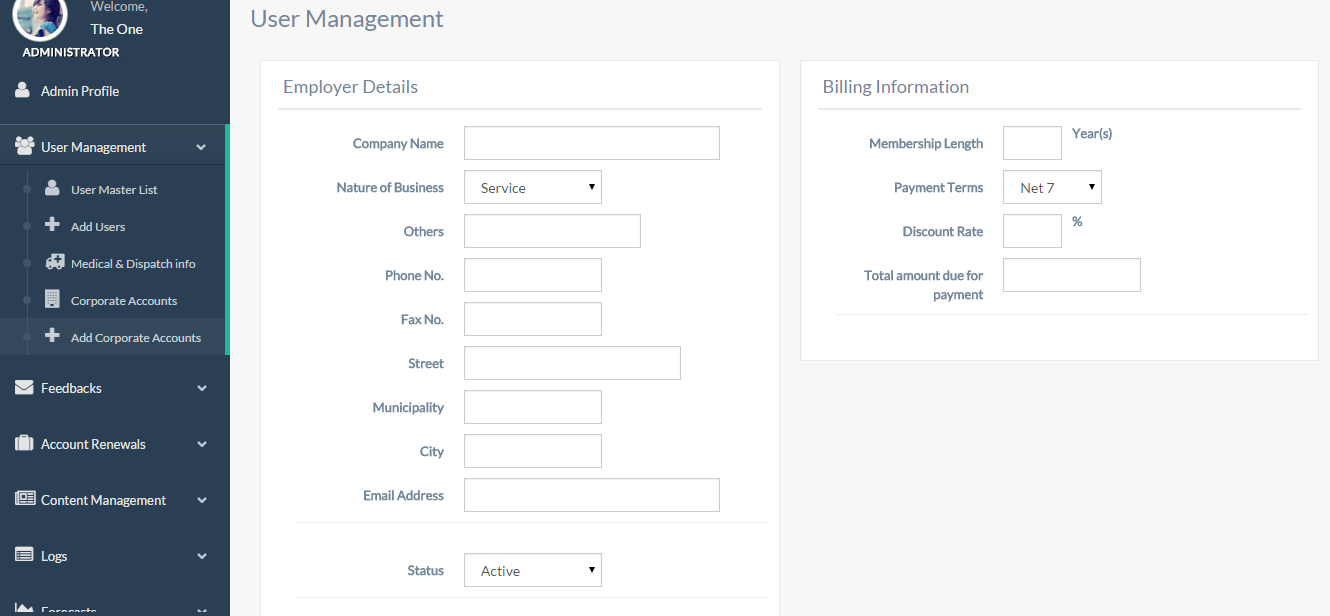 Welcome,
The One
ADMINISTRATOR
Admin Profile
User Management
User Master List
Add Users
Medical & Dispatch info
Corporate Accounts
Add Corporate Accounts
Feedbacks
Account Renewals
Content Management
Logs
Forecasts
User Management
Employer Details
Company Name
Nature of Business Service
Others
Phone No.
Fax No.
Street
Municipality
City
Email Address
Status Active
Billing Information
Membership Length Year(s)
Payment Terms Net 7
Discount Rate %
Total amount due for
payment